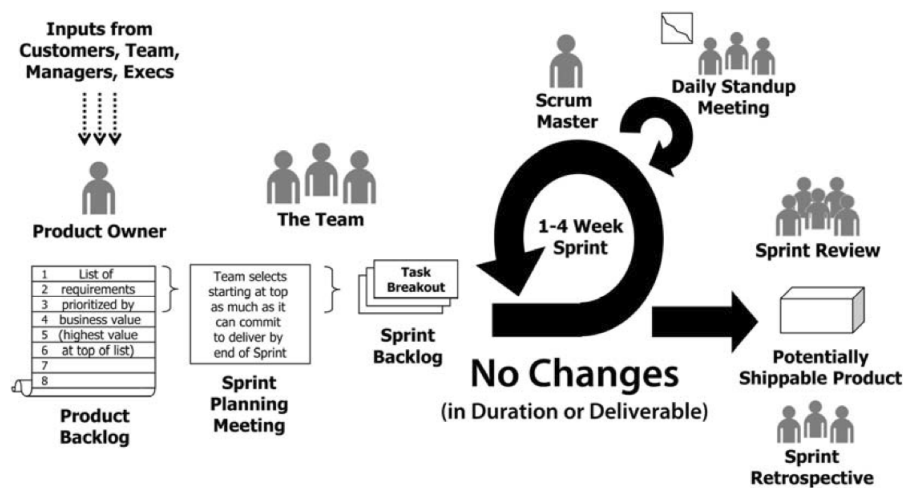 Inputs from
Customers, Team,
Managers, Execs
Product Owner
1 List of
2 requirements
3 prioritized by
4 business value
5 (highest value
6 at top of list)
7
8
Product
Backlog
The Team
Team selects
starting at top
as much as it
can commit
to deliver by
end of Sprint
Sprint
Planning
Meeting
Task
Breakout
Sprint
Backlog
Scrum
Master
Daily Standup
Meeting
1-4 Week
Sprint
No Changes
(in Duration or Deliverable)
Sprint Review
Potentially
Shippable Product
Sprint
Retrospective